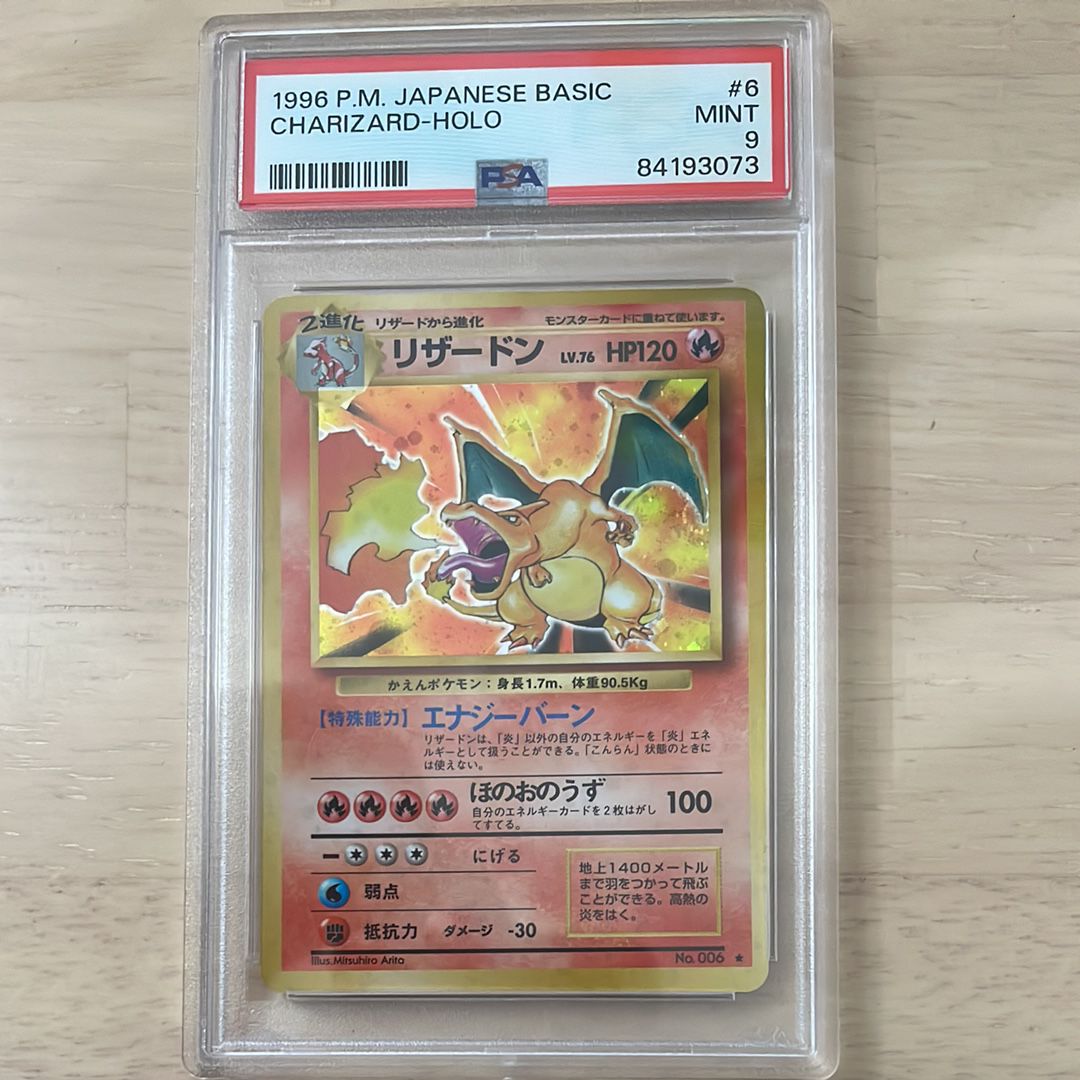 1996 P.M. JAPANESE BASIC #6
CHARIZARD-HOLO MINT
9
PSA 84193073
2進化 リザードから進化 モンスターカードに重ねて使います。
リザードン LV.76 HP120
かえんポケモン：身長1.7m、体重90.5Kg
【特殊能力】エナジーバーン
リザードンは、「炎」以外の自分のエネルギーを「炎」エネ
ルギーとして扱うことができる。「こんらん」状態のときに
は使えない。
ほのおのうず 100
自分のエネルギーカードを2枚はがし
てすてる。
にげる
弱点
抵抗力 ダメージ -30
地上1400メートル
まで羽をつかって飛ぶ
ことができる。高熱の
炎をはく。
Illus.Mitsuhiro Arita No.006 ★